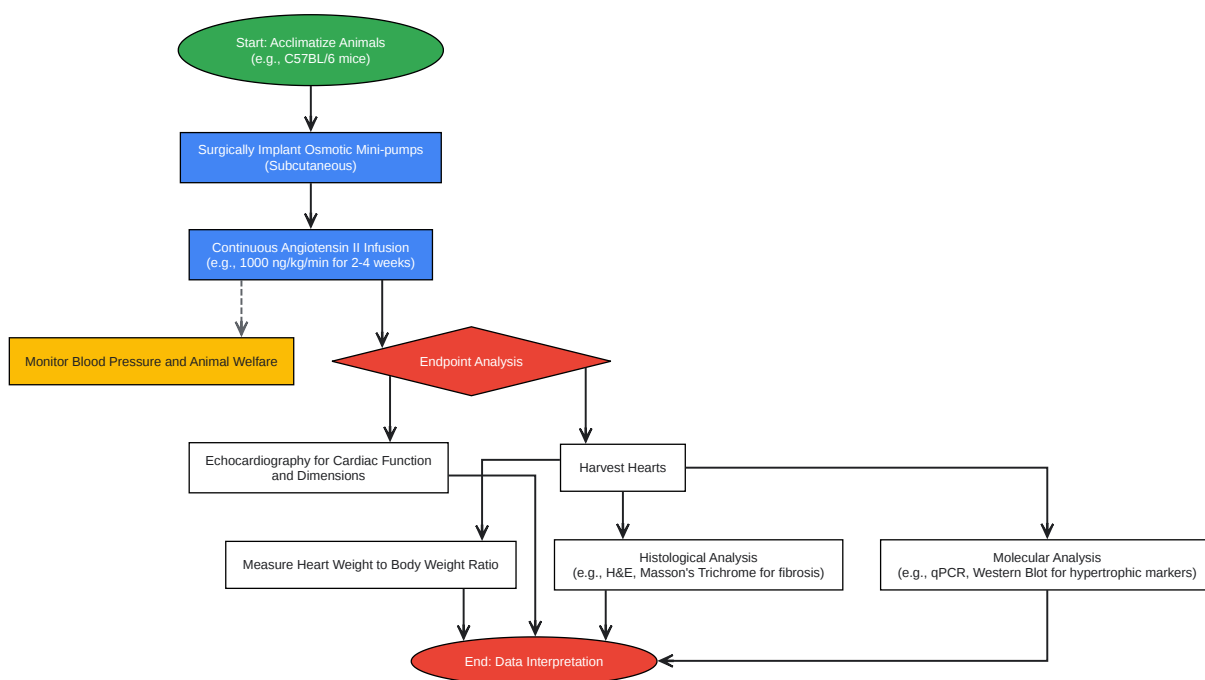 Start: Acclimatize Animals
(e.g., C57BL/6 mice)
Surgically Implant Osmotic Mini-pumps
(Subcutaneous)
Continuous Angiotensin II Infusion
(e.g., 1000 ng/kg/min for 2-4 weeks)
Monitor Blood Pressure and Animal Welfare
Endpoint Analysis
Echocardiography for Cardiac Function
and Dimensions
Harvest Hearts
Measure Heart Weight to Body Weight Ratio
Histological Analysis
(e.g., H&E, Masson's Trichrome for fibrosis)
Molecular Analysis
(e.g., qPCR, Western Blot for hypertrophic markers)
End: Data Interpretation